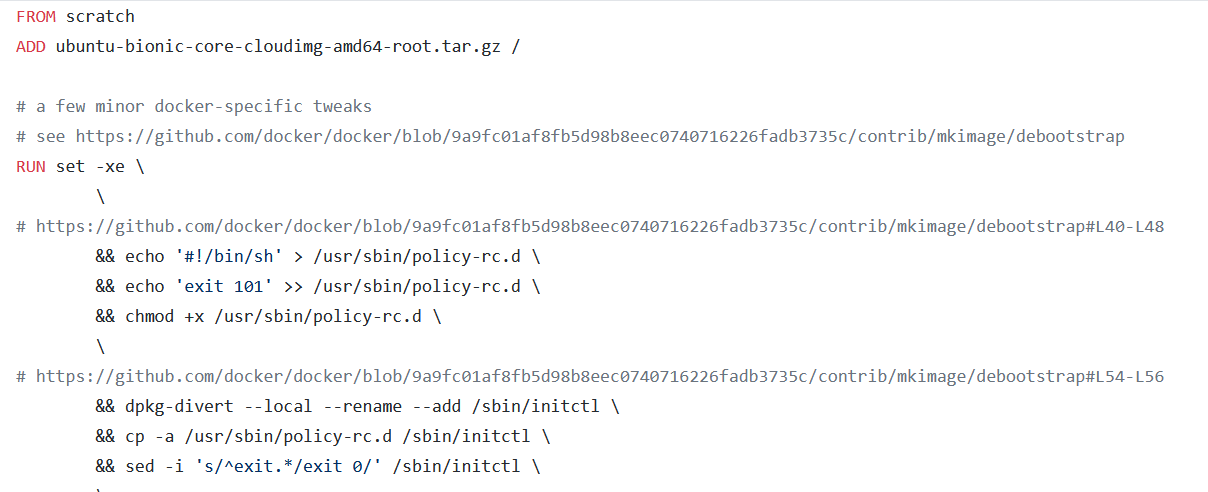 FROM scratch
ADD ubuntu-bionic-core-cloudimg-amd64-root.tar.gz /
# a few minor docker-specific tweaks
# see https://github.com/docker/docker/blob/9a9fc01af8fb5d98b8eec0740716226fadb3735c/contrib/mkimage/debootstrap
RUN set -xe \
\
# https://github.com/docker/docker/blob/9a9fc01af8fb5d98b8eec0740716226fadb3735c/contrib/mkimage/debootstrap#L40-L48
&& echo '#!/bin/sh' > /usr/sbin/policy-rc.d \
&& echo 'exit 101' >> /usr/sbin/policy-rc.d \
&& chmod +x /usr/sbin/policy-rc.d \
\
# https://github.com/docker/docker/blob/9a9fc01af8fb5d98b8eec0740716226fadb3735c/contrib/mkimage/debootstrap#L54-L56
&& dpkg-divert --local --rename --add /sbin/initctl \
&& cp -a /usr/sbin/policy-rc.d /sbin/initctl \
&& sed -i 's/^exit.*/exit 0/' /sbin/initctl \
\